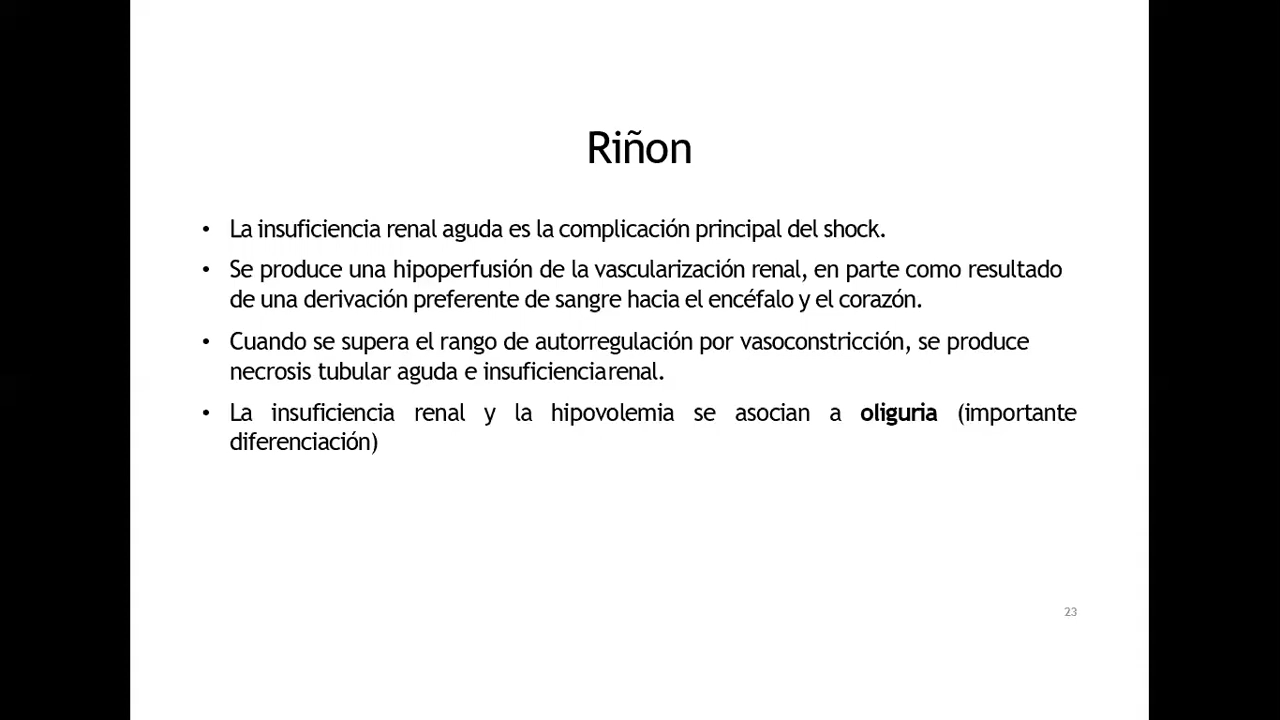 Riñon
• La insuficiencia renal aguda es la complicación principal del shock.
• Se produce una hipoperfusión de la vascularización renal, en parte como resultado
de una derivación preferente de sangre hacia el encéfalo y el corazón.
• Cuando se supera el rango de autorregulación por vasoconstricción, se produce
necrosis tubular aguda e insuficienciarenal.
• La insuficiencia renal y la hipovolemia se asocian a oliguria (importante
diferenciación)
23